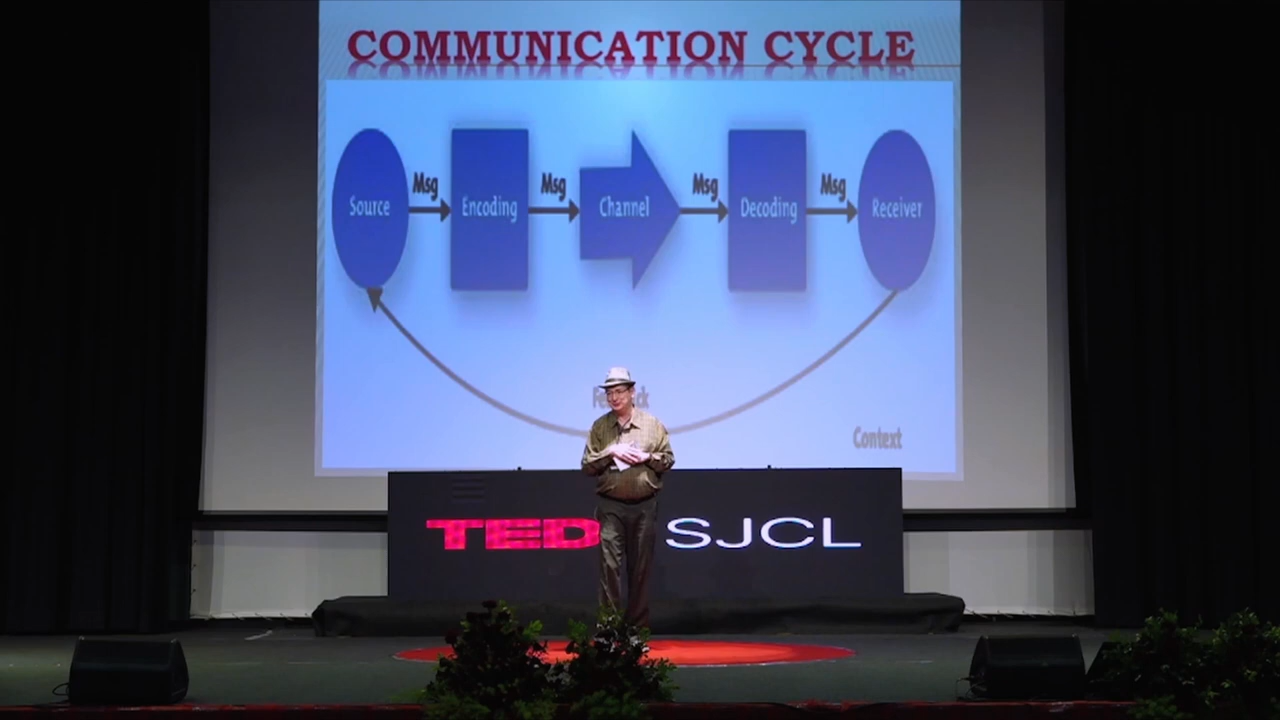 COMMUNICATION CYCLE
Msg Msg Msg Msg
Source Encoding Channel Decoding Receiver
Context
TED SJCL